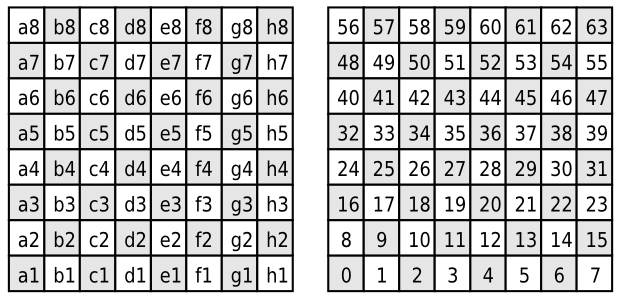 a8 b8 c8 d8 e8 f8 g8 h8
a7 b7 c7 d7 e7 f7 g7 h7
a6 b6 c6 d6 e6 f6 g6 h6
a5 b5 c5 d5 e5 f5 g5 h5
a4 b4 c4 d4 e4 f4 g4 h4
a3 b3 c3 d3 e3 f3 g3 h3
a2 b2 c2 d2 e2 f2 g2 h2
a1 b1 c1 d1 e1 f1 g1 h1
56 57 58 59 60 61 62 63
48 49 50 51 52 53 54 55
40 41 42 43 44 45 46 47
32 33 34 35 36 37 38 39
24 25 26 27 28 29 30 31
16 17 18 19 20 21 22 23
8 9 10 11 12 13 14 15
0 1 2 3 4 5 6 7